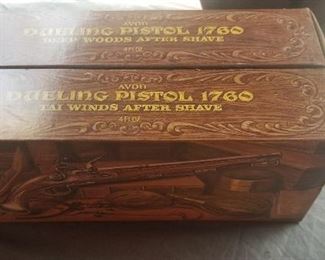 AVON
DUELING PISTOL 1760
DEEP WOODS AFTER SHAVE
4 FL OZ
AVON
DUELING PISTOL 1760
TAI WINDS AFTER SHAVE
4 FL OZ